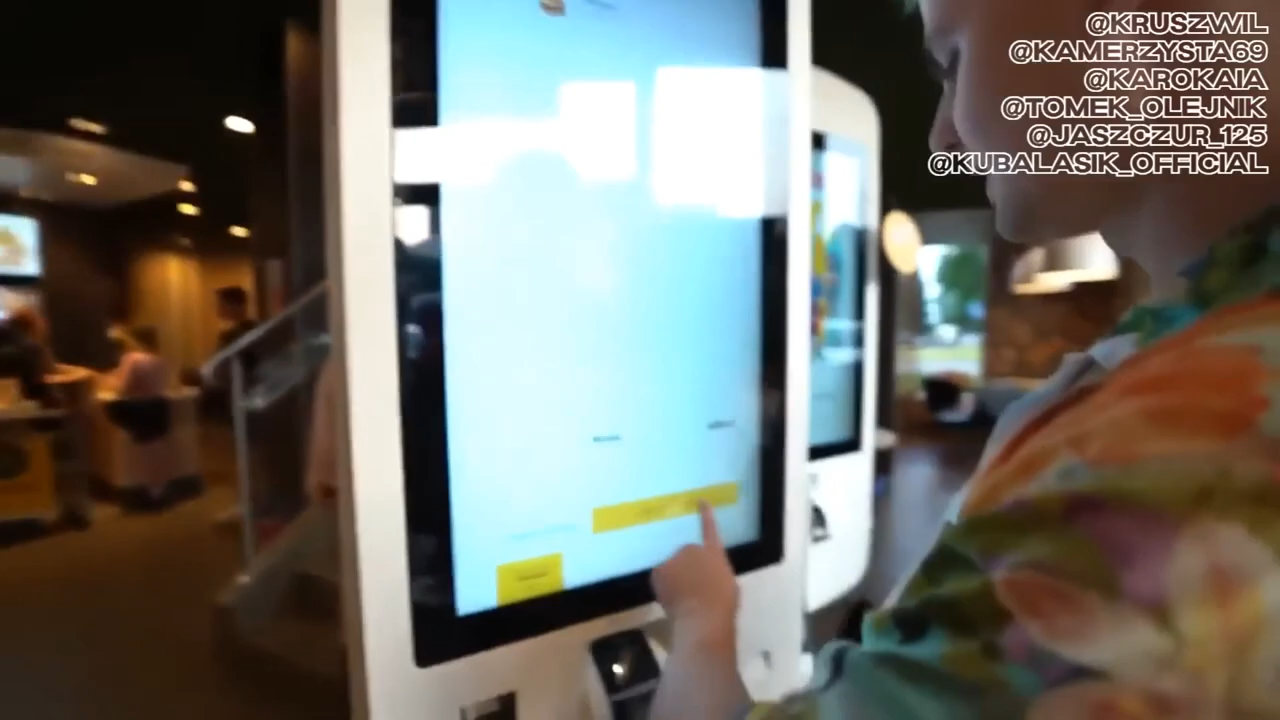 @KRUSZWIL
@KAMERZYSTA69
@KAROKAIA
@TOMEK_OLEJNIK
@JASZCZUR_125
@KUBALASIK_OFFICIAL